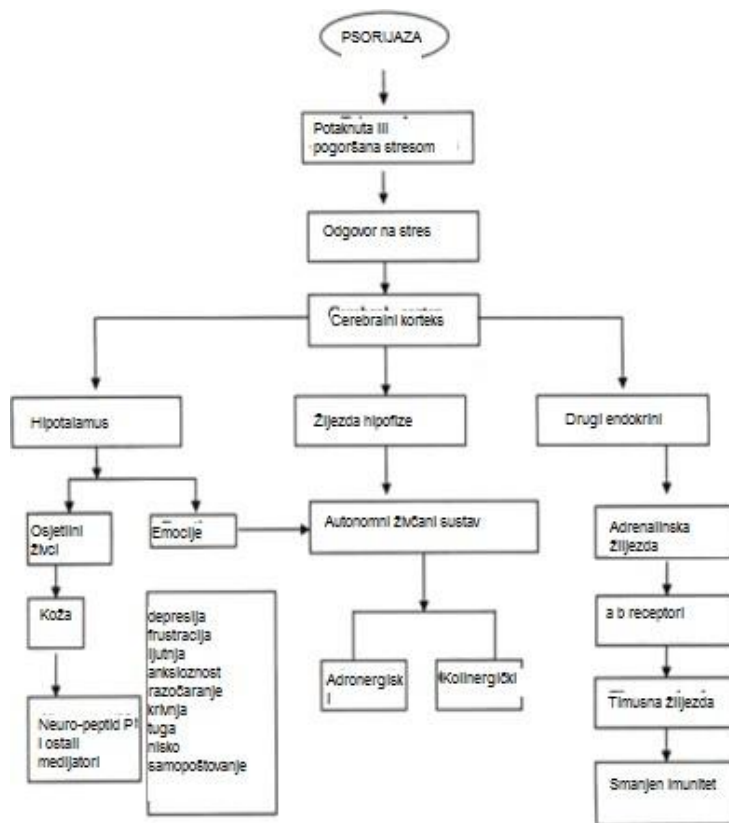 PSORIJAZA
Potaknuta III
pogoršana stresom
Odgovor na stres
Cerebralni korteks
Hipotalamus
Žlijezda hipofize
Drugi endokrini
Osjetilni
živci
Emocije
Autonomni živčani sustav
Adrenalinska
žlijezda
Koža
depresija
frustracija
ljutnja
anksioznost
razočaranje
krivnja
tuga
nisko
samopoštovanje
a b receptori
Adronergisk
i
Kolinergički
Neuro-peptid
i ostali
medijatori
Timusna žlijezda
Smanjen imunitet